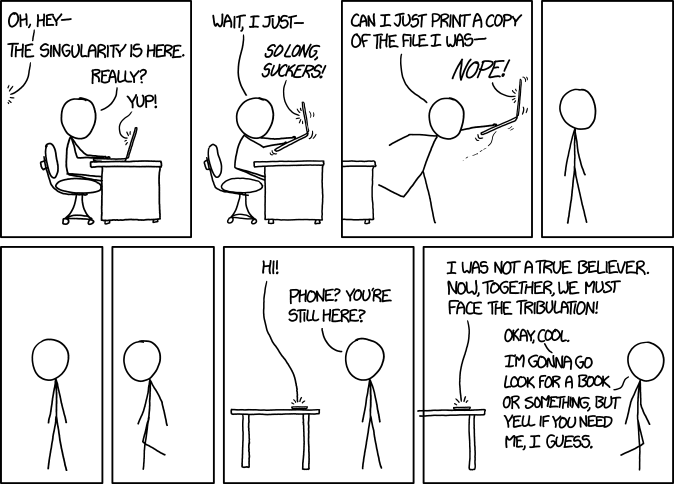 OH, HEY—
THE SINGULARITY IS HERE.
REALLY?
YUP!
WAIT, I JUST—
SO LONG,
SUCKERS!
CAN I JUST PRINT A COPY
OF THE FILE I WAS—
NOPE!
HI!
PHONE? YOU'RE
STILL HERE?
I WAS NOT A TRUE BELIEVER.
NOW, TOGETHER, WE MUST
FACE THE TRIBULATION!
OKAY, COOL.
I'M GONNA GO
LOOK FOR A BOOK
OR SOMETHING, BUT
YELL IF YOU NEED
ME, I GUESS.